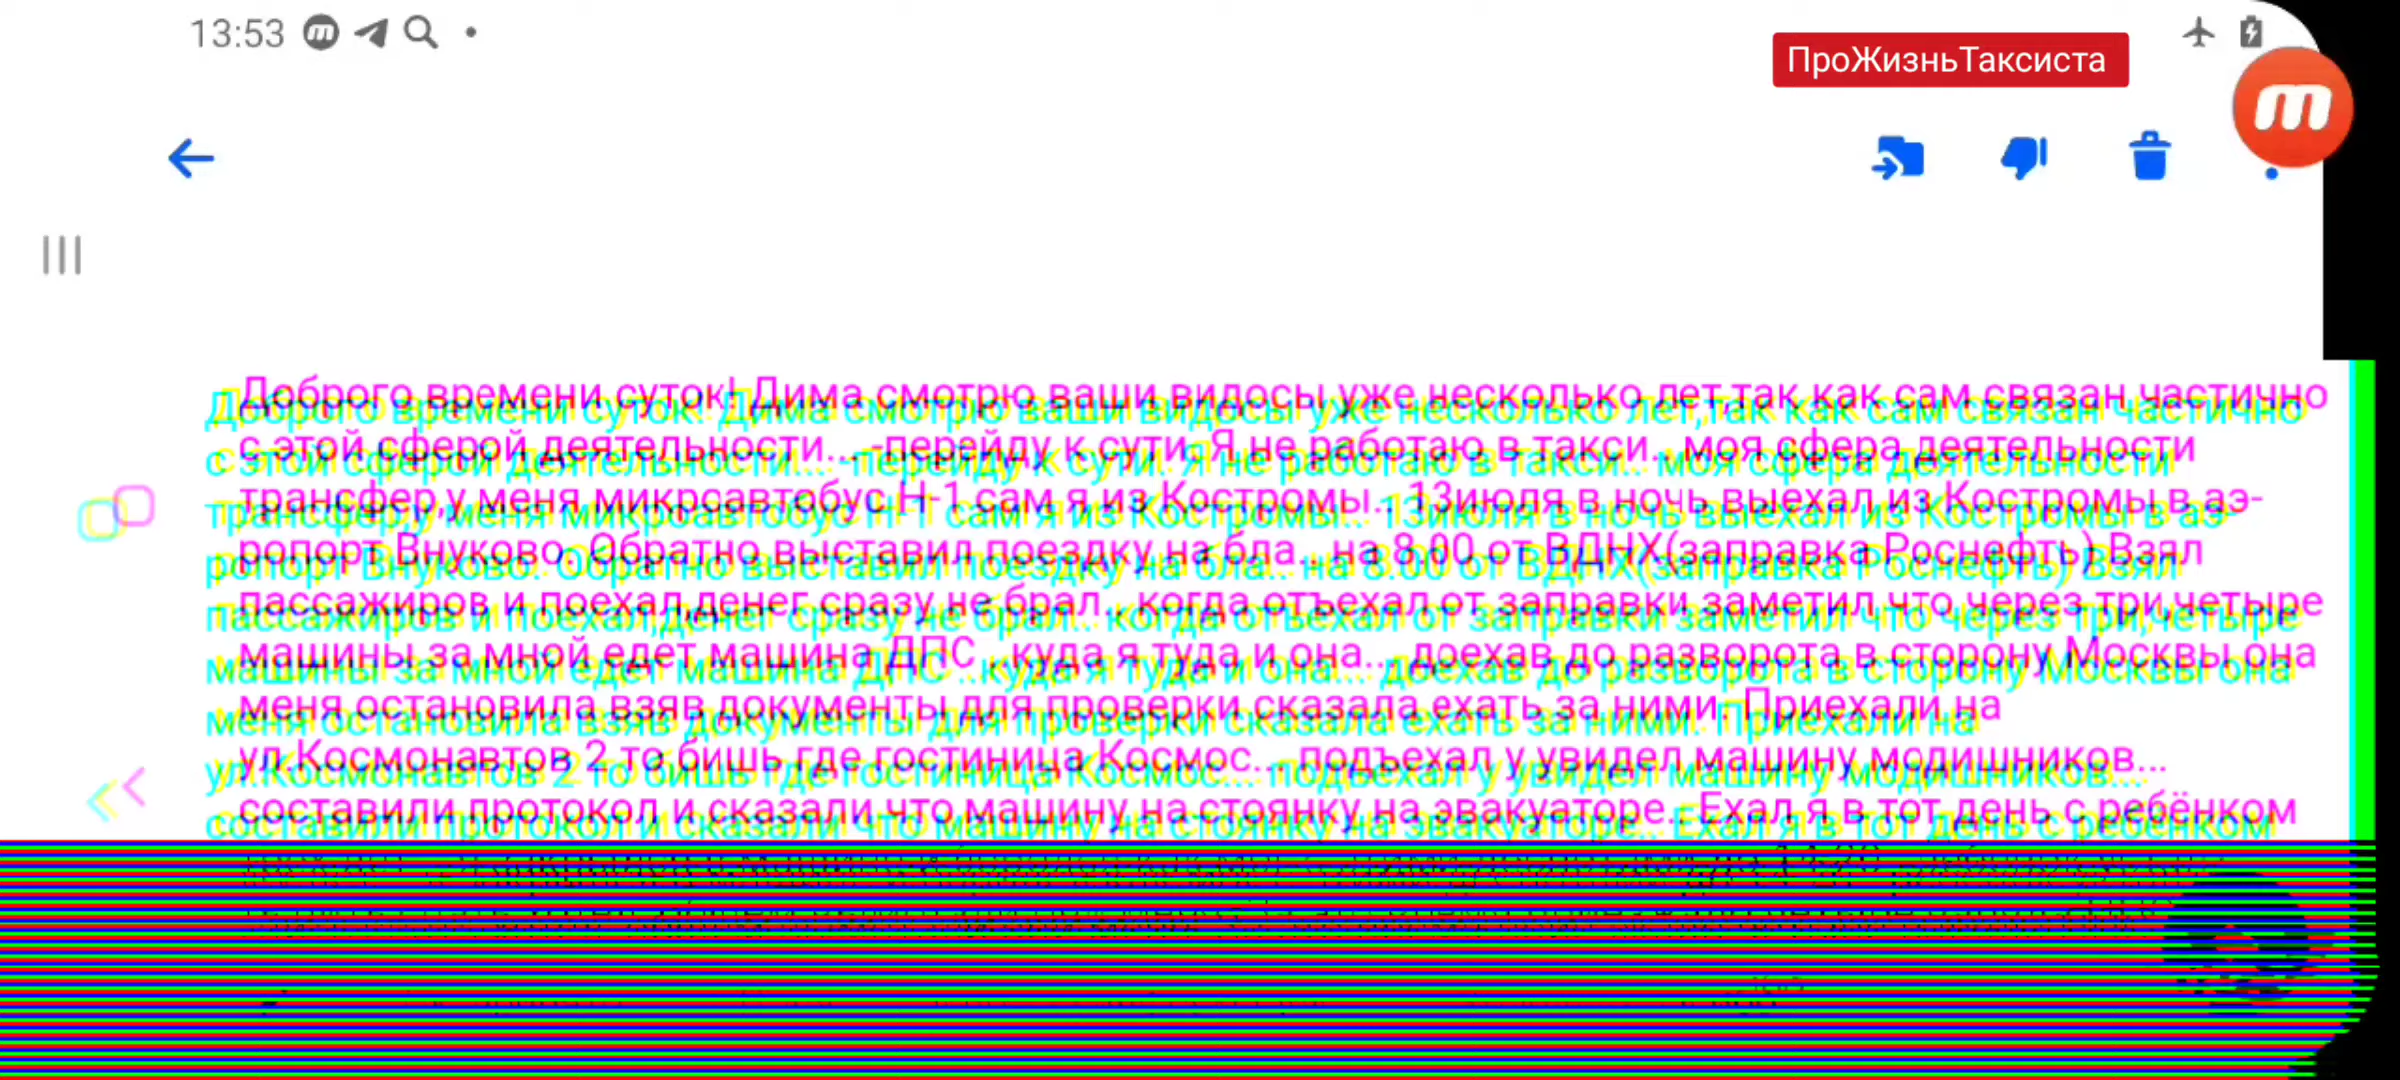 13:53
ПроЖизньТаксиста
Доброго времени суток! Дима смотрю ваши видосы уже несколько лет,так как сам связан частично
с этой сферой деятельности... -перейду к сути. Я не работаю в такси.. моя сфера деятельности
трансфер,у меня микроавтобус Н-1 сам я из Костромы.. 13июля в ночь выехал из Костромы в аэ-
ропорт Внуково. Обратно выставил поездку на бла.. на 8.00 от ВДНХ(заправка Роснефть) Взял
пассажиров и поехал,денег сразу не брал.. когда отъехал от заправки заметил что через три,четыре
машины за мной едет машина ДПС ..куда я туда и она... доехав до разворота в сторону Москвы она
меня остановила взяв документы для проверки сказала ехать за ними. Приехали на
ул.Космонавтов 2 то бишь где гостиница Космос... подъехал у увидел машину модишников...
составили протокол и сказали что машину на стоянку на эвакуаторе.. Ехал я в тот день с ребёнком